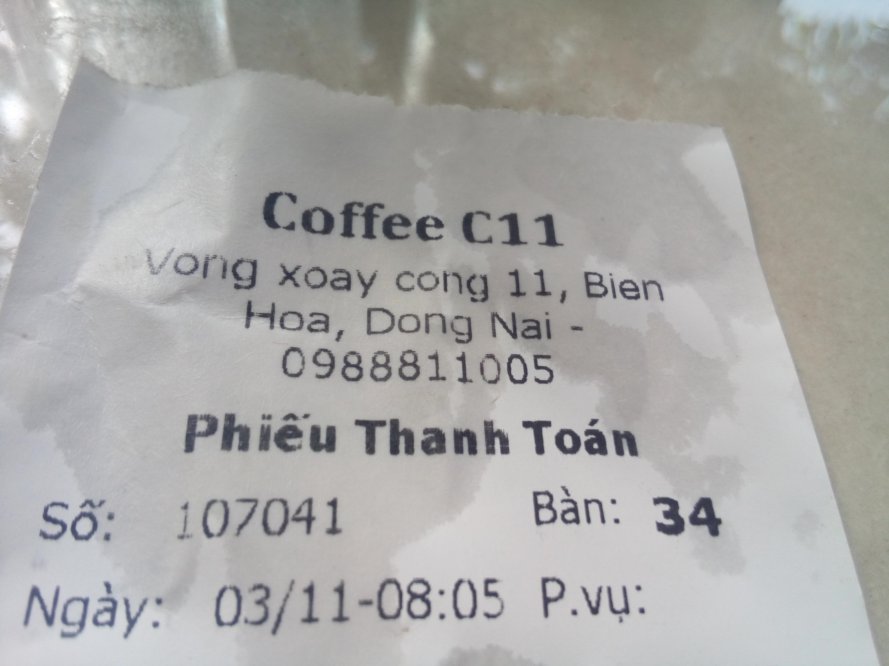 Coffee C11
Vong xoay cong 11, Bien
Hoa, Dong Nai -
0988811005
Phiếu Thanh Toán
Số: 107041 Bàn: 34
Ngày: 03/11-08:05 P.vụ: